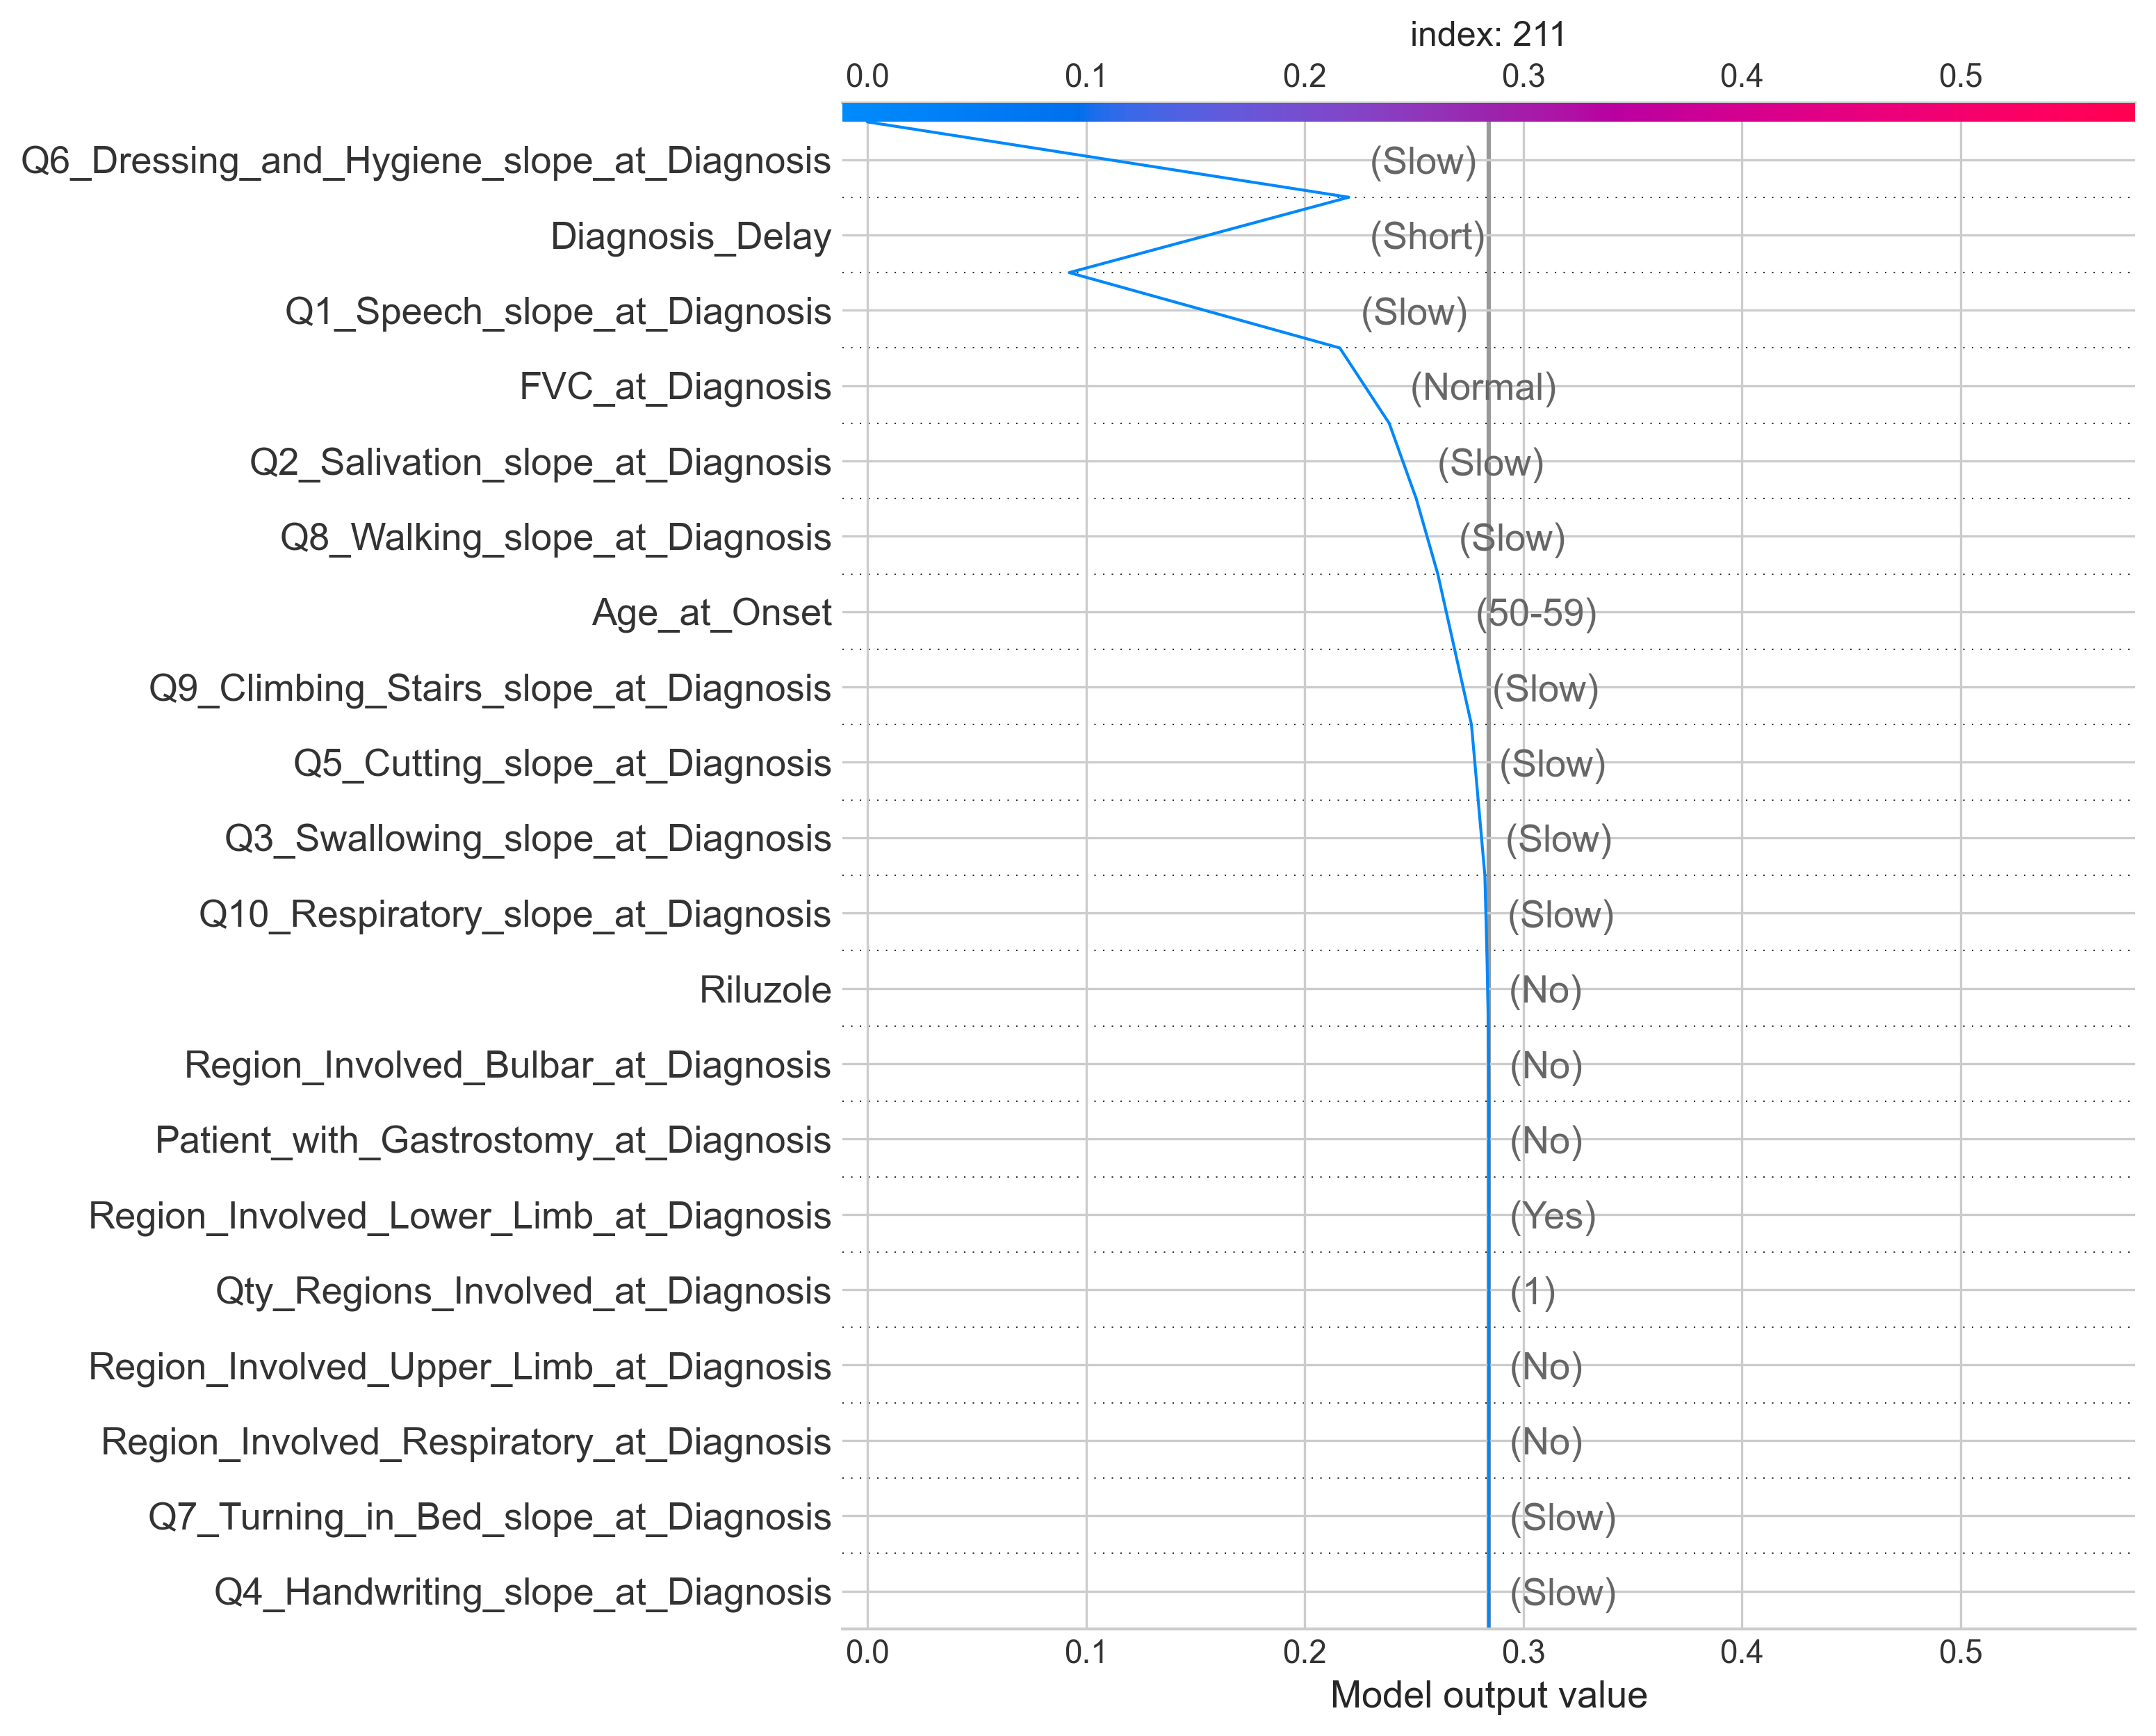 index: 211
0.0 0.1 0.2 0.3 0.4 0.5
Q6_Dressing_and_Hygiene_slope_at_Diagnosis (Slow)
Diagnosis_Delay (Short)
Q1_Speech_slope_at_Diagnosis (Slow)
FVC_at_Diagnosis (Normal)
Q2_Salivation_slope_at_Diagnosis (Slow)
Q8_Walking_slope_at_Diagnosis (Slow)
Age_at_Onset (50-59)
Q9_Climbing_Stairs_slope_at_Diagnosis (Slow)
Q5_Cutting_slope_at_Diagnosis (Slow)
Q3_Swallowing_slope_at_Diagnosis (Slow)
Q10_Respiratory_slope_at_Diagnosis (Slow)
Riluzole (No)
Region_Involved_Bulbar_at_Diagnosis (No)
Patient_with_Gastrostomy_at_Diagnosis (No)
Region_Involved_Lower_Limb_at_Diagnosis (Yes)
Qty_Regions_Involved_at_Diagnosis (1)
Region_Involved_Upper_Limb_at_Diagnosis (No)
Region_Involved_Respiratory_at_Diagnosis (No)
Q7_Turning_in_Bed_slope_at_Diagnosis (Slow)
Q4_Handwriting_slope_at_Diagnosis (Slow)
0.0 0.1 0.2 0.3 0.4 0.5
Model output value